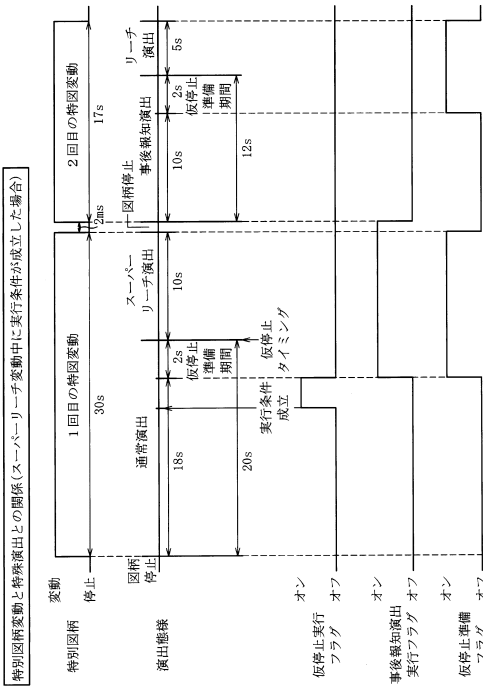 特別図柄変動と特殊演出との関係(スーパーリーチ変動中に実行条件が成立した場合)
特別図柄
変動
停止
1回目の特図変動
30s
2ms
2回目の特図変動
17s
演出態様
図柄
停止
通常演出
18s
2s
仮停止
準備
期間
スーパー
リーチ演出
10s
図柄停止
事後報知演出
10s
2s
仮停止
準備
期間
リーチ
演出
5s
20s
仮停止
タイミング
12s
実行条件
成立
仮停止実行
フラグ
オン
オフ
事後報知演出
実行フラグ
オン
オフ
仮停止準備
フラグ
オン
オフ